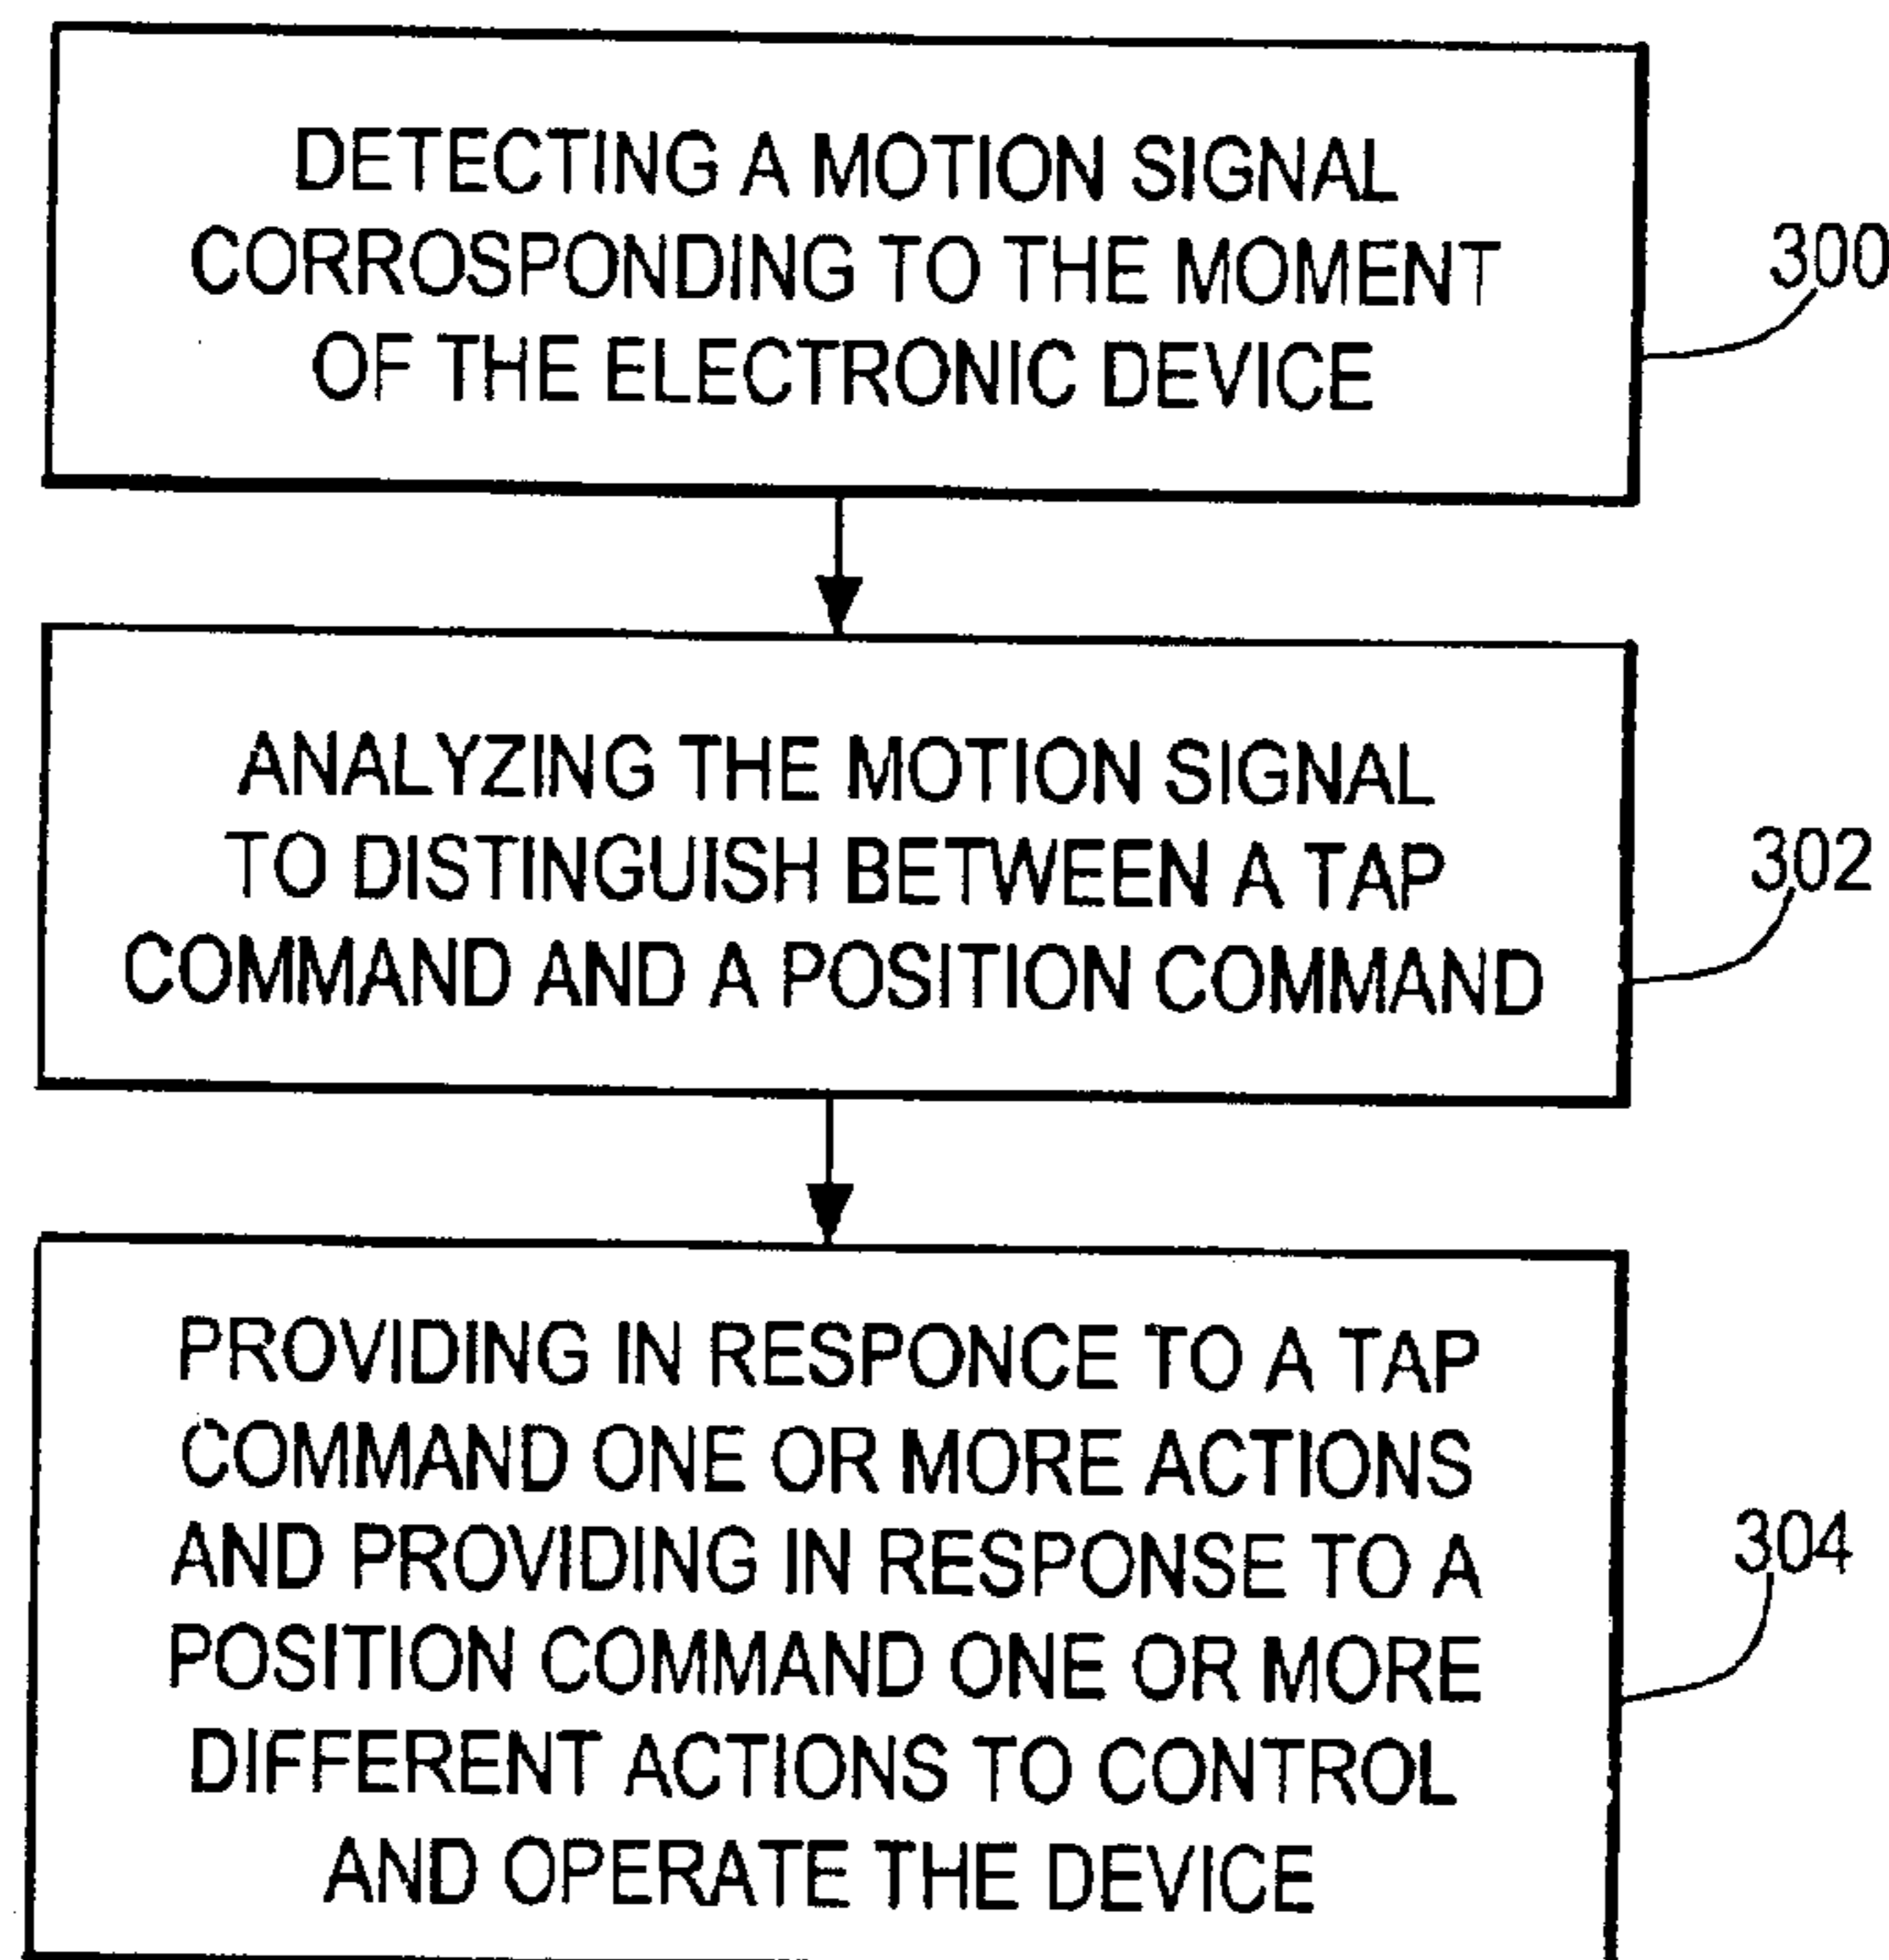 DETECTING A MOTION SIGNAL
CORROSPONDING TO THE MOMENT
OF THE ELECTRONIC DEVICE
300
ANALYZING THE MOTION SIGNAL
TO DISTINGUISH BETWEEN A TAP
COMMAND AND A POSITION COMMAND
302
PROVIDING IN RESPONCE TO A TAP
COMMAND ONE OR MORE ACTIONS
AND PROVIDING IN RESPONSE TO A
POSITION COMMAND ONE OR MORE
DIFFERENT ACTIONS TO CONTROL
AND OPERATE THE DEVICE
304